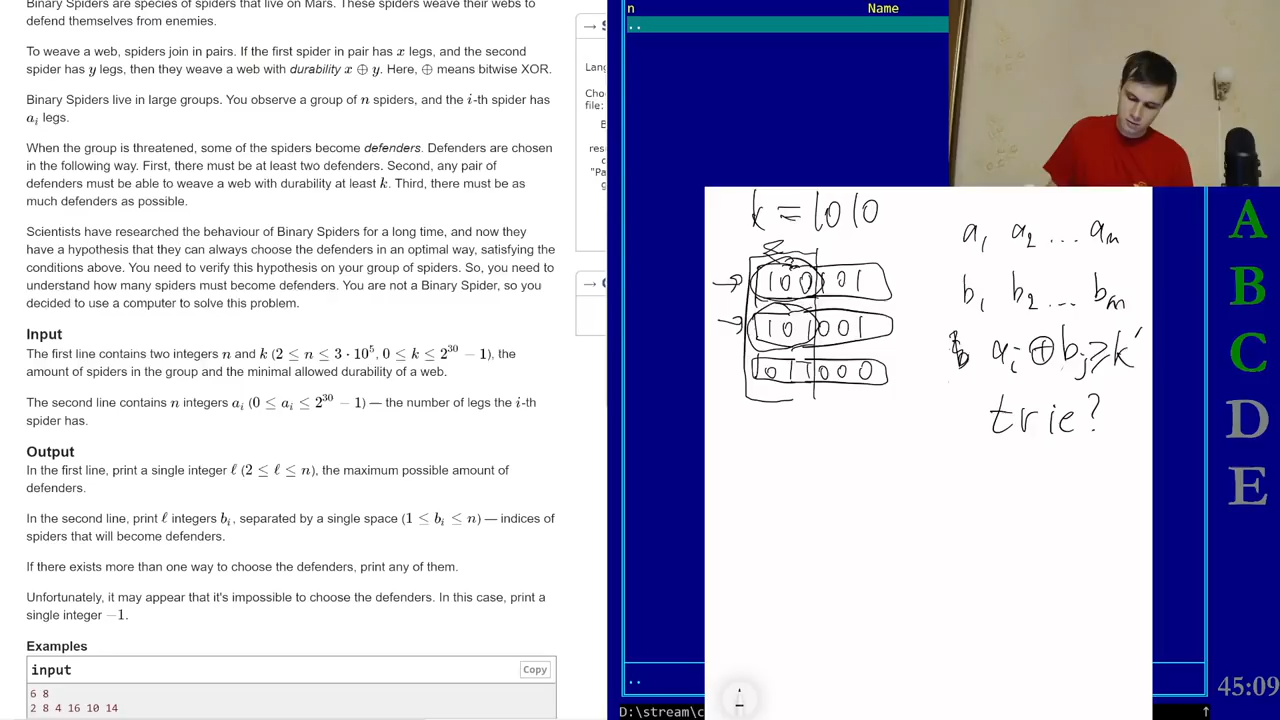 Binary Spiders are species of spiders that live on Mars. These spiders weave their webs to
defend themselves from enemies.
To weave a web, spiders join in pairs. If the first spider in pair has x legs, and the second
spider has y legs, then they weave a web with durability x ⊕ y. Here, ⊕ means bitwise XOR.
Binary Spiders live in large groups. You observe a group of n spiders, and the i-th spider has
a_i legs.
When the group is threatened, some of the spiders become defenders. Defenders are chosen
in the following way. First, there must be at least two defenders. Second, any pair of
defenders must be able to weave a web with durability at least k. Third, there must be as
much defenders as possible.
Scientists have researched the behaviour of Binary Spiders for a long time, and now they
have a hypothesis that they can always choose the defenders in an optimal way, satisfying the
conditions above. You need to verify this hypothesis on your group of spiders. So, you need to
understand how many spiders must become defenders. You are not a Binary Spider, so you
decided to use a computer to solve this problem.
Input
The first line contains two integers n and k (2 ≤ n ≤ 3 · 10^5, 0 ≤ k ≤ 2^30 − 1), the
amount of spiders in the group and the minimal allowed durability of a web.
The second line contains n integers a_i (0 ≤ a_i ≤ 2^30 − 1) — the number of legs the i-th
spider has.
Output
In the first line, print a single integer ℓ (2 ≤ ℓ ≤ n), the maximum possible amount of
defenders.
In the second line, print ℓ integers b_i, separated by a single space (1 ≤ b_i ≤ n) — indices of
spiders that will become defenders.
If there exists more than one way to choose the defenders, print any of them.
Unfortunately, it may appear that it's impossible to choose the defenders. In this case, print a
single integer −1.
Examples
input
Copy
6 8
2 8 4 16 10 14
→
Lang
Choo
file:
→
n Name
..
k = 1010
100101
101001
1011000
a_1 a_2 ... a_n
b_1 b_2 ... b_m
a_i ⊕ b_j ≥ k'
trie?
A
B
C
D
E
45:09
..
D:\stream\c
↑